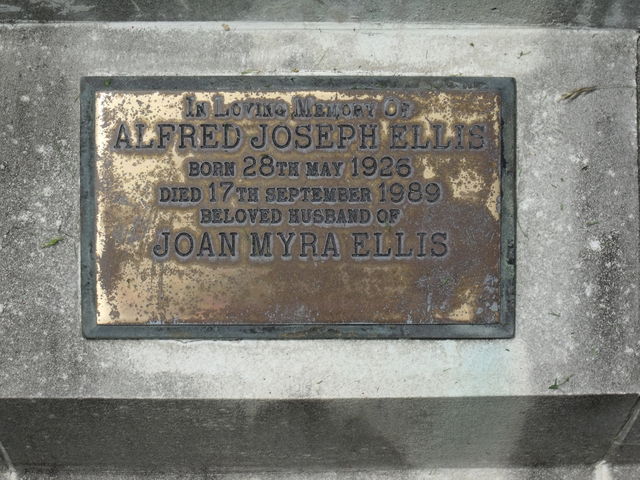 In Loving Memory Of
ALFRED JOSEPH ELLIS
BORN 28TH MAY 1926
DIED 17TH SEPTEMBER 1989
BELOVED HUSBAND OF
JOAN MYRA ELLIS